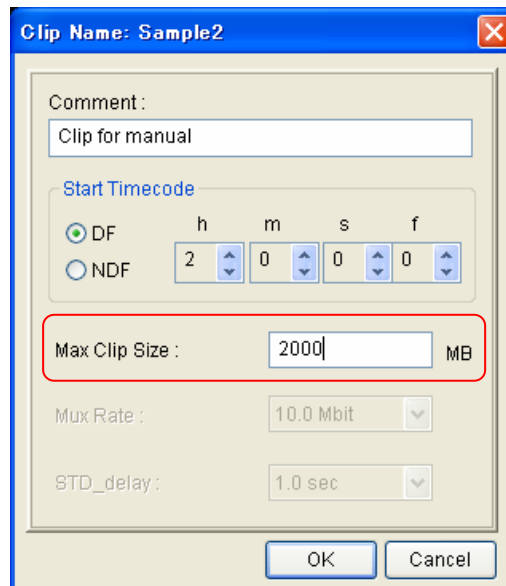 Clip Name: Sample2
Comment :
Clip for manual
Start Timecode
h m s f
DF
2 0 0 0
NDF
Max Clip Size : 2000 MB
Mux Rate : 10.0 Mbit
STD_delay : 1.0 sec
OK Cancel